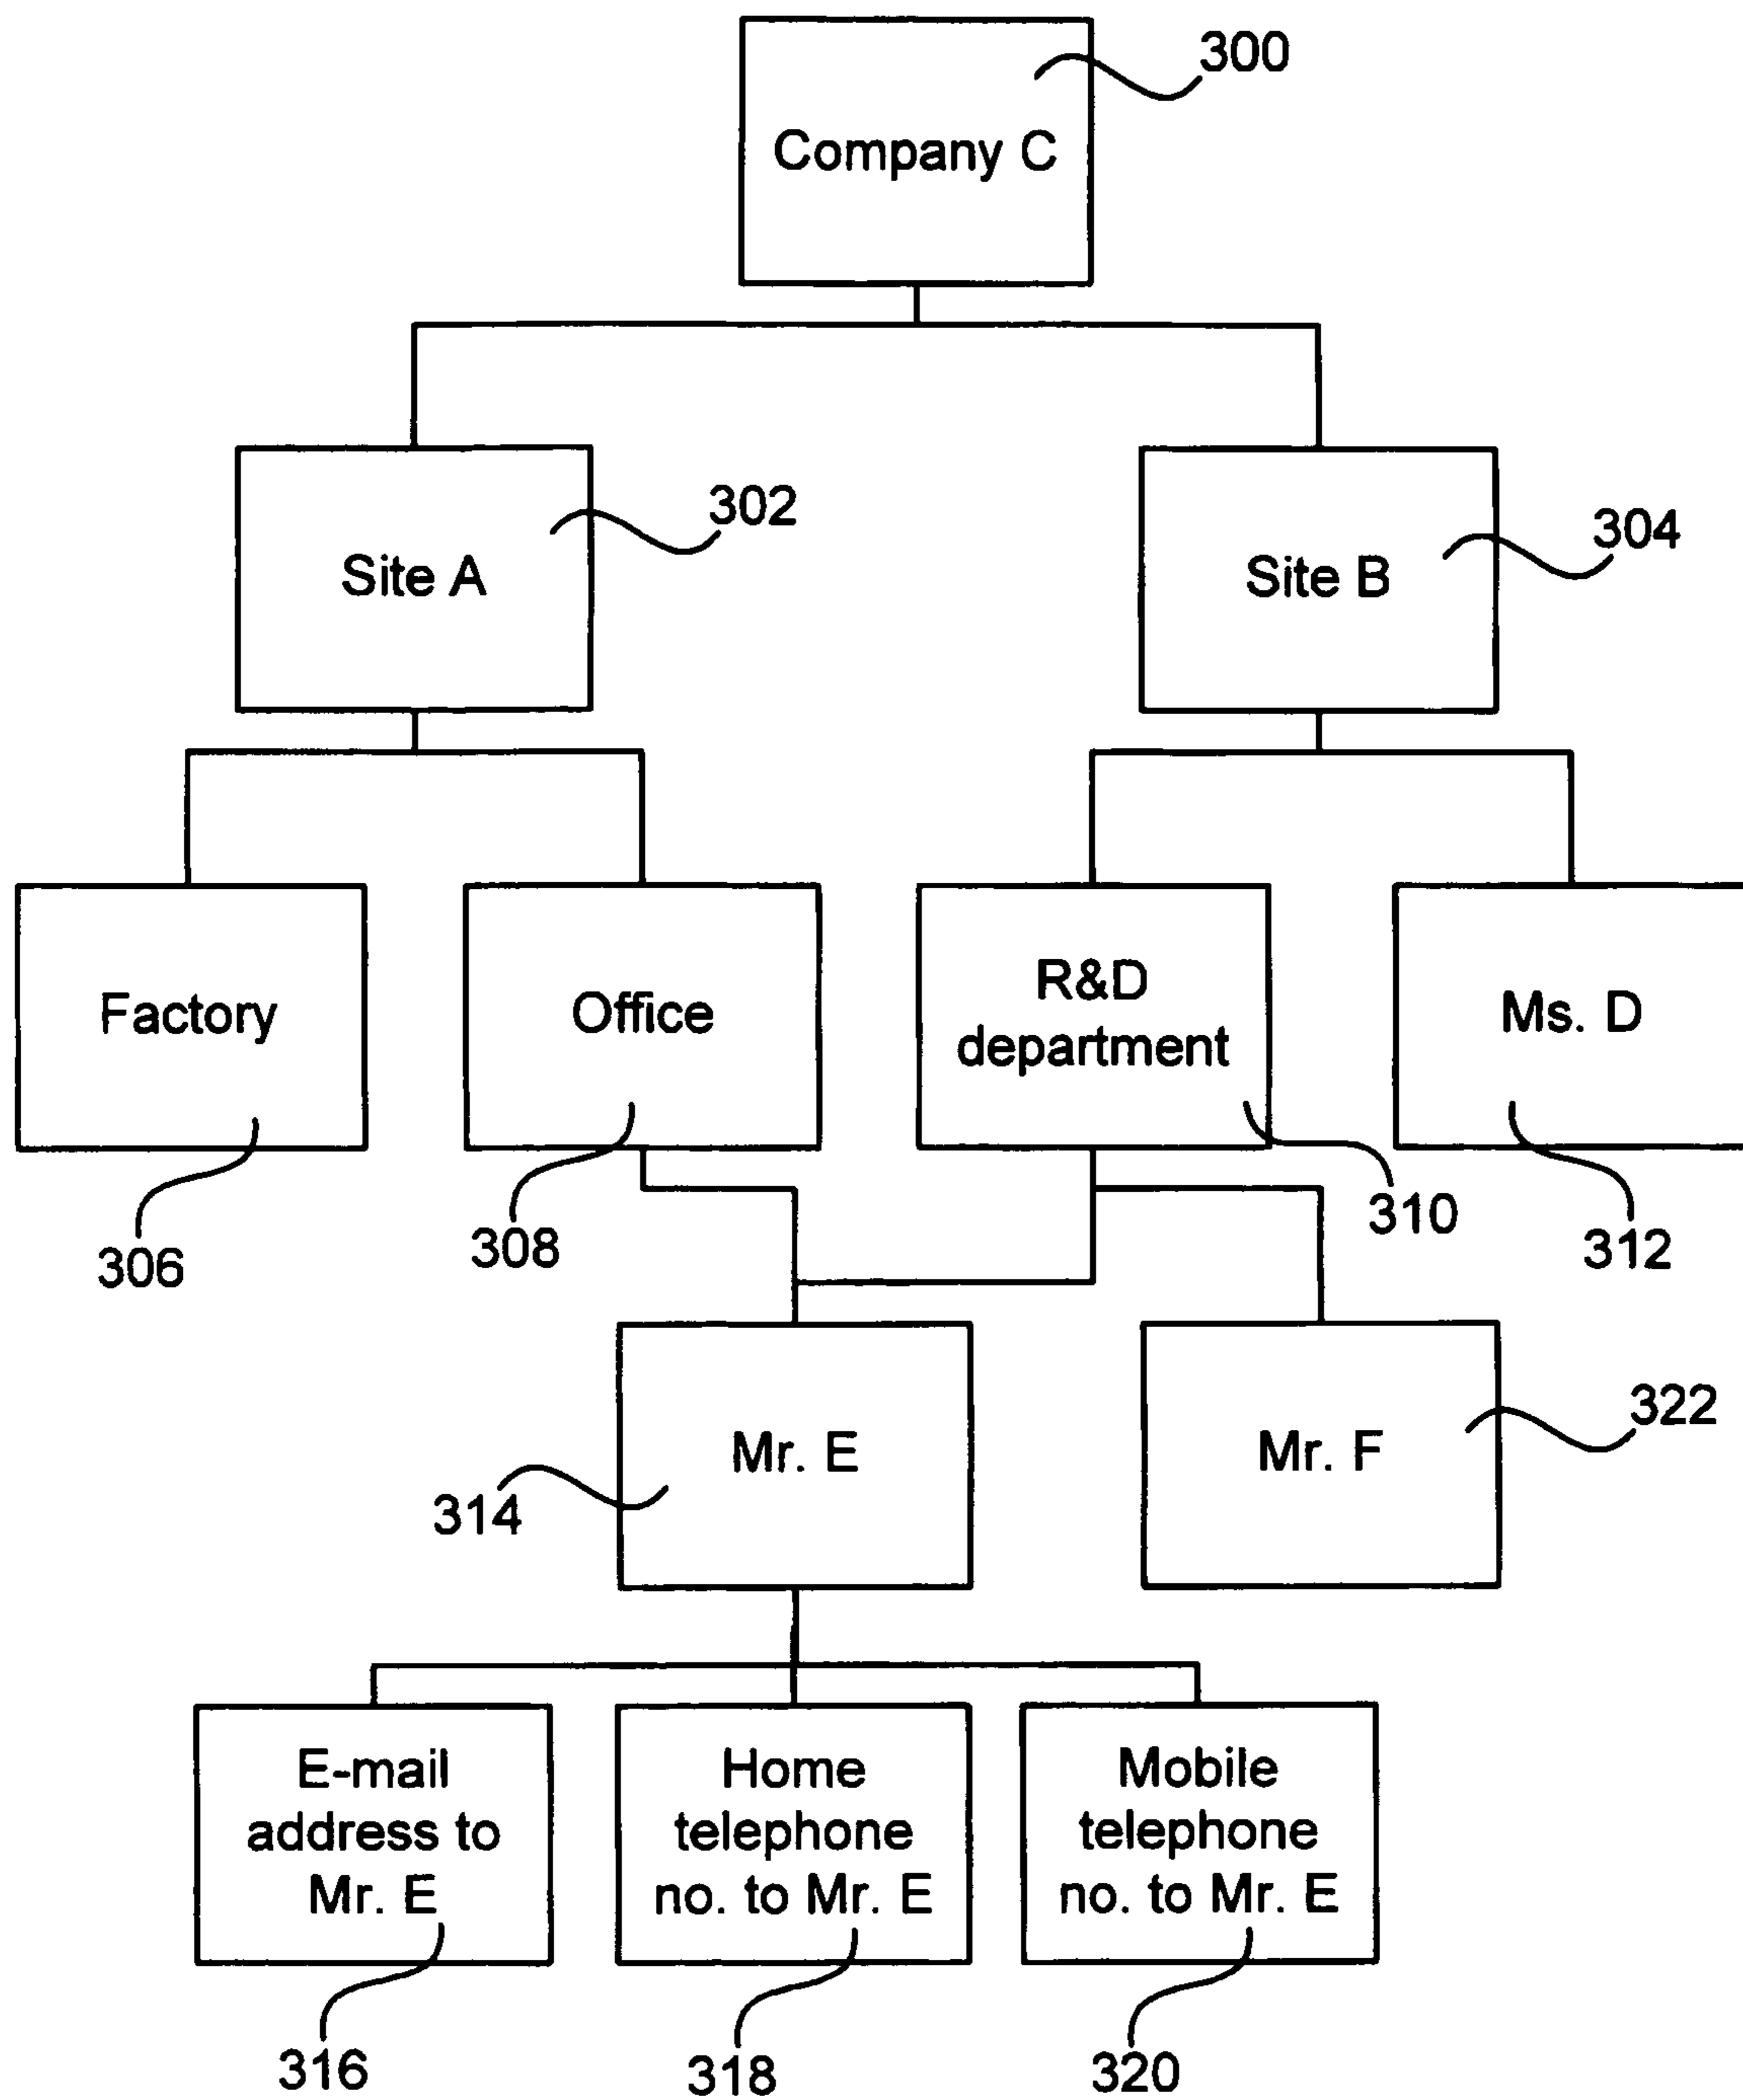 300
Company C
302
304
Site A
Site B
Factory
Office
R&D
department
Ms. D
306
308
310
312
Mr. E
Mr. F
322
314
E-mail
address to
Mr. E
Home
telephone
no. to Mr. E
Mobile
telephone
no. to Mr. E
316
318
320